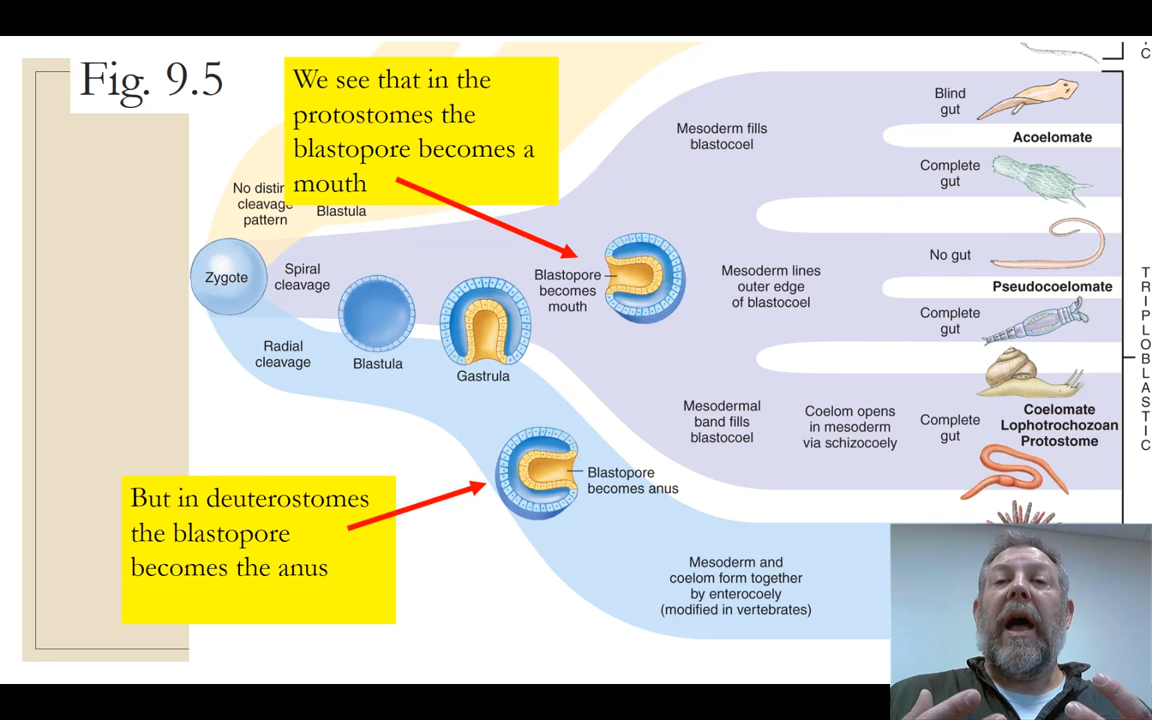 Fig. 9.5
We see that in the
protostomes the
blastopore becomes a
mouth
C
No distin
cleavage
pattern
Blastula
Zygote
Spiral
cleavage
Radial
cleavage
Blastula
Gastrula
Blastopore
becomes
mouth
Blastopore
becomes anus
But in deuterostomes
the blastopore
becomes the anus
Mesoderm fills
blastocoel
Mesoderm lines
outer edge
of blastocoel
Mesodermal
band fills
blastocoel
Coelom opens
in mesoderm
via schizocoely
Mesoderm and
coelom form together
by enterocoely
(modified in vertebrates)
Blind
gut
Acoelomate
Complete
gut
No gut
Pseudocoelomate
Complete
gut
Complete
gut
Coelomate
Lophotrochozoan
Protostome
TRIPLOBLASTIC